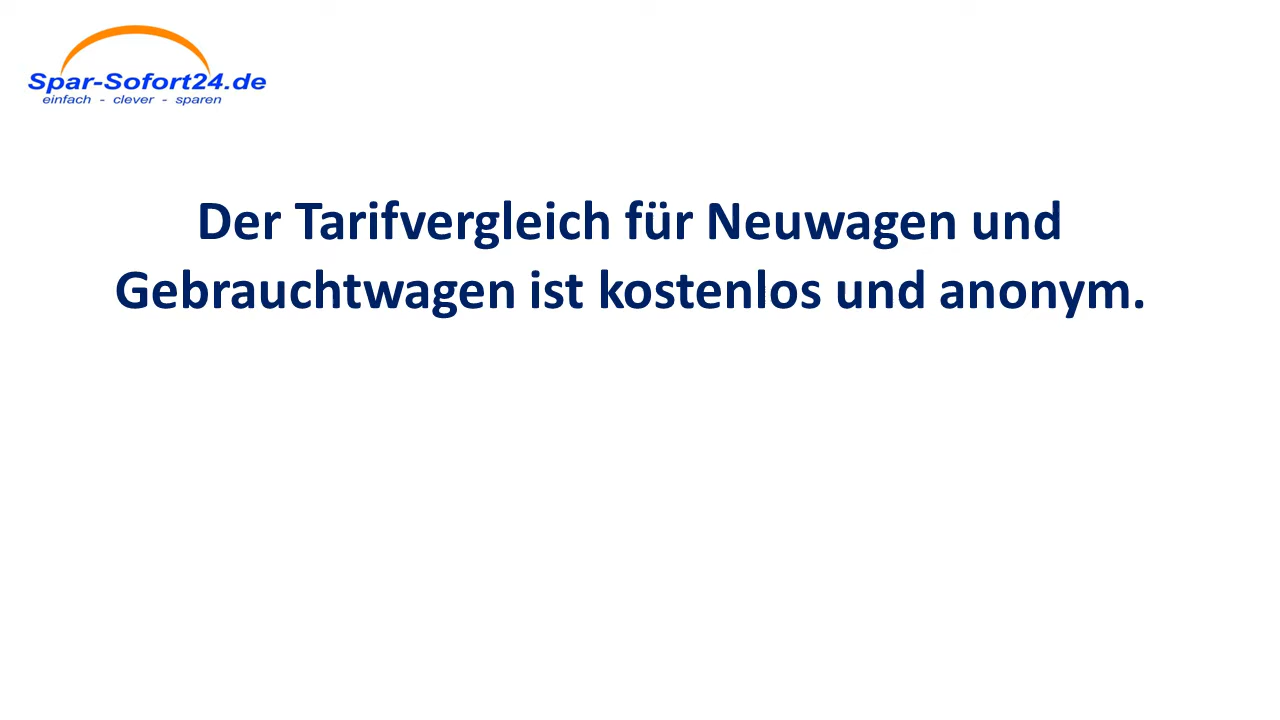 Spar-Sofort24.de
einfach - clever - sparen
Der Tarifvergleich für Neuwagen und
Gebrauchtwagen ist kostenlos und anonym.